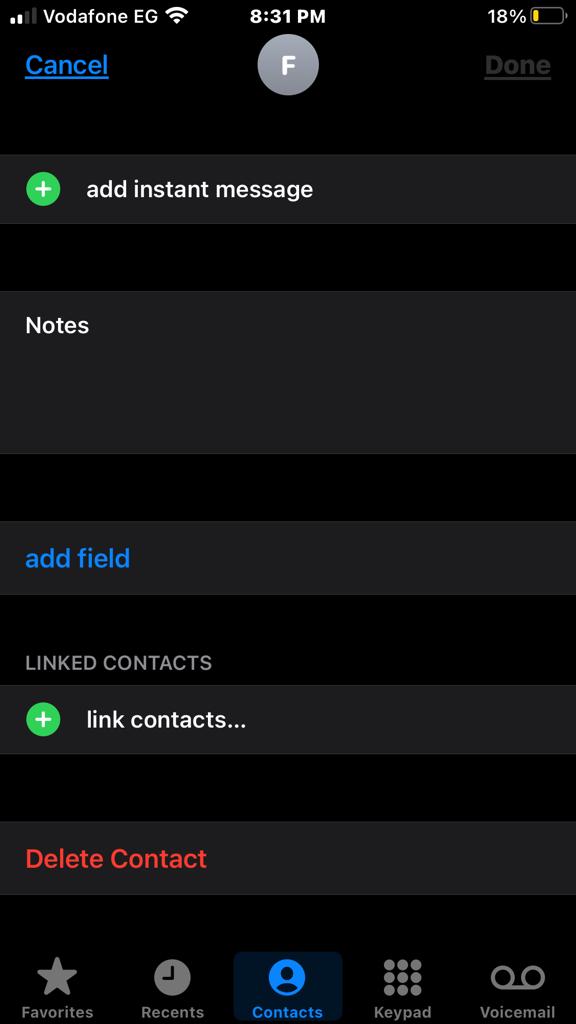 Vodafone EG 8:31 PM 18%
Cancel F Done
add instant message
Notes
add field
LINKED CONTACTS
link contacts...
Delete Contact
Favorites Recents Contacts Keypad Voicemail